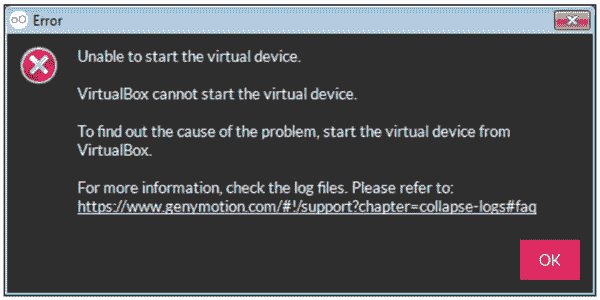 Error
Unable to start the virtual device.
VirtualBox cannot start the virtual device.
To find out the cause of the problem, start the virtual device from
VirtualBox.
For more information, check the log files. Please refer to:
https://www.genymotion.com/#!/support?chapter=collapse-logs#faq
OK